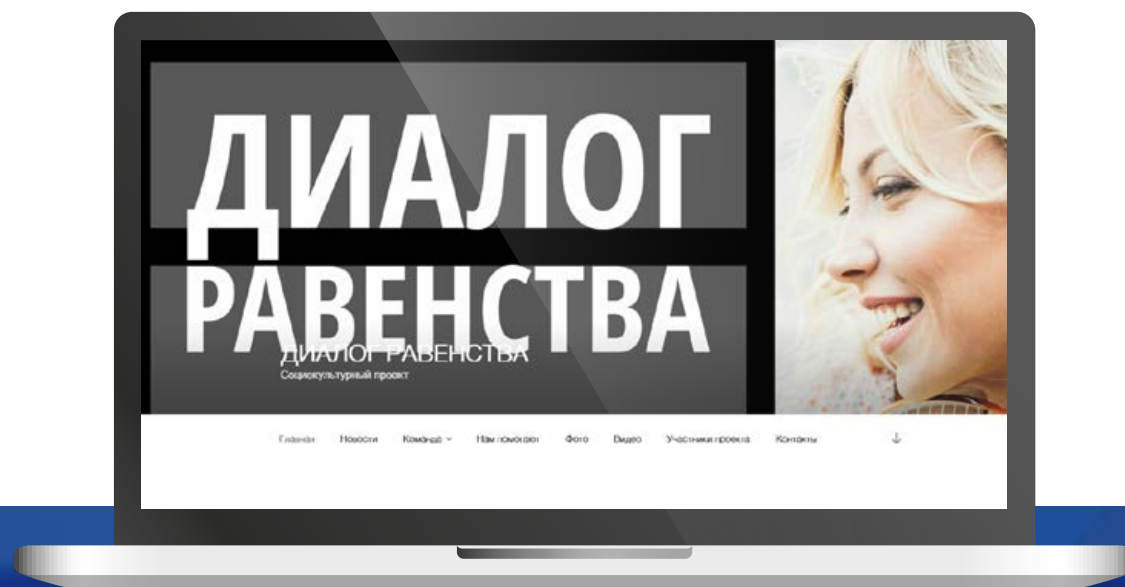 ДИАЛОГ
РАВЕНСТВА
ДИАЛОГ РАВЕНСТВА
Социокультурный проект
Главная Новости Команда Нам помогают Фото Видео Участники проекта Контакты